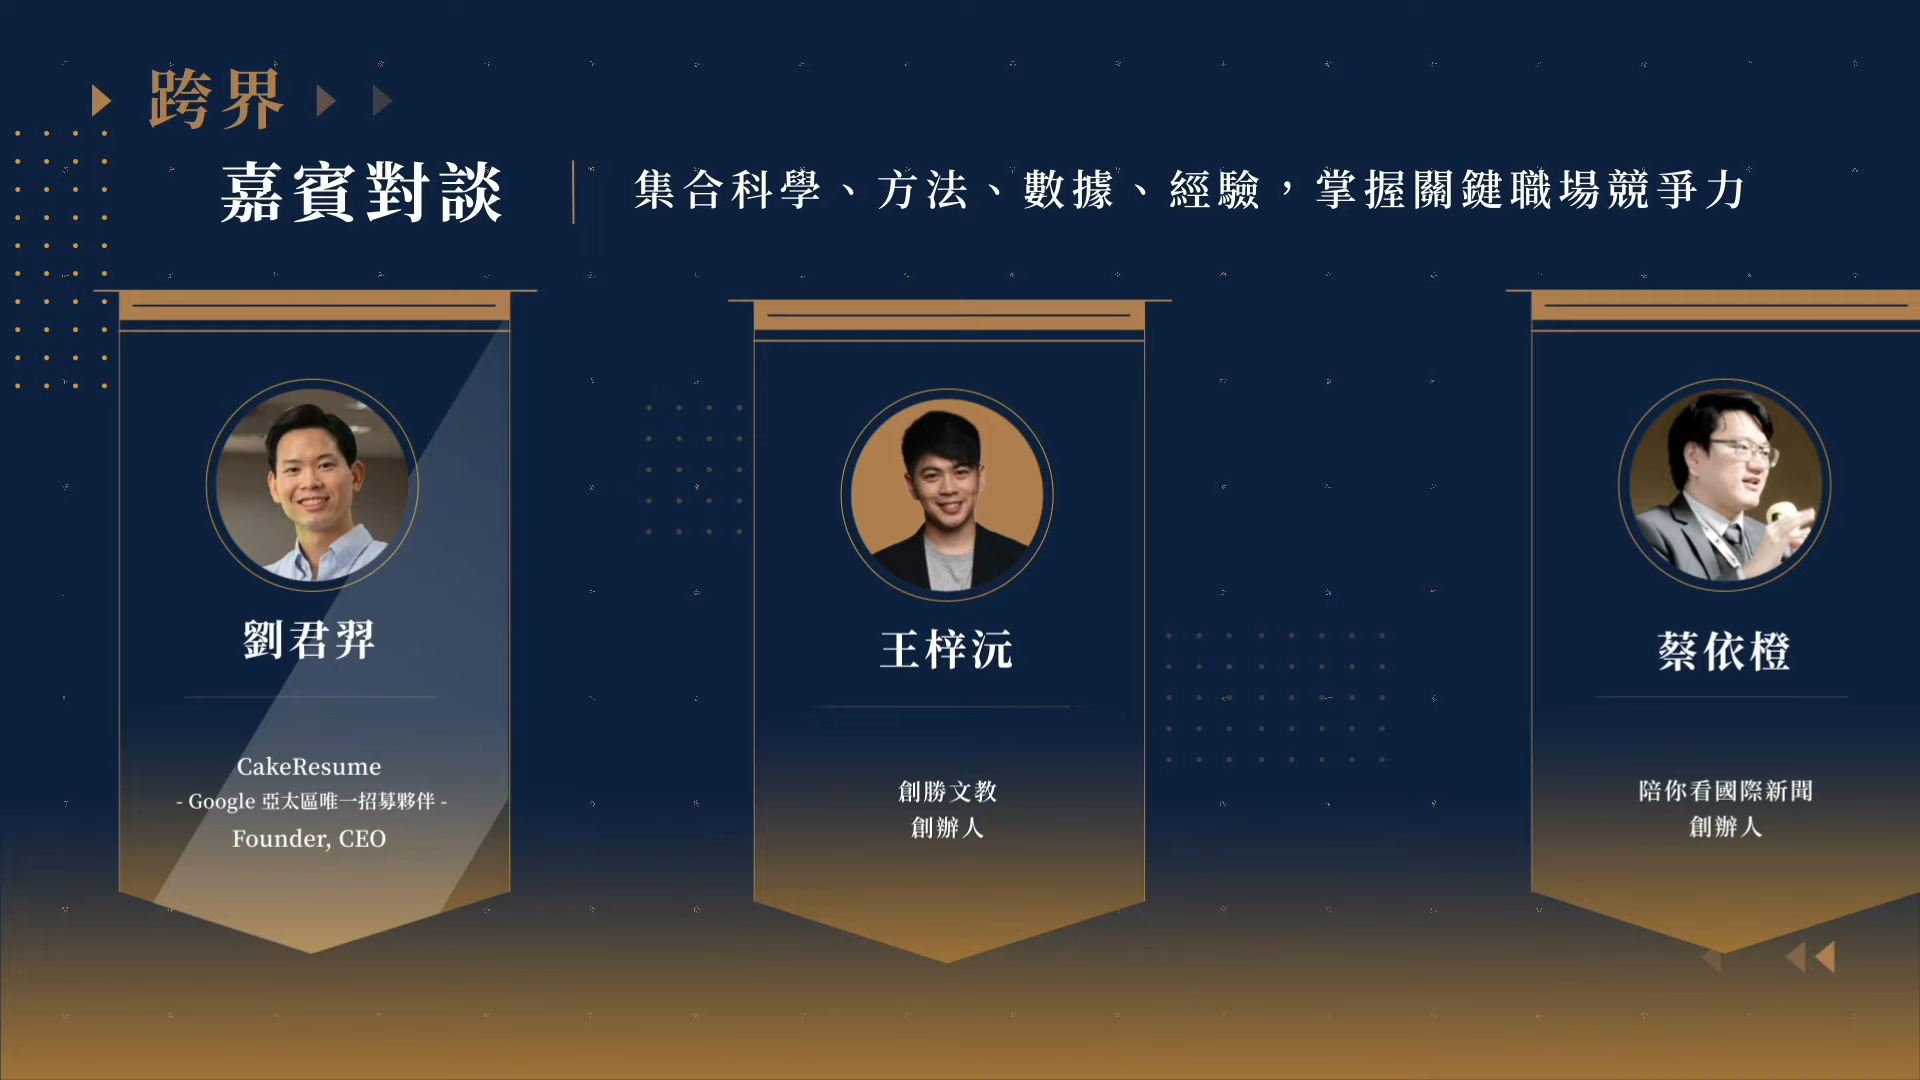 跨界
嘉賓對談
集合科學、方法、數據、經驗,掌握關鍵職場競爭力
劉君羿
CakeResume
- Google 亞太區唯一招募夥伴 -
Founder, CEO
王梓沅
創勝文教
創辦人
蔡依橙
陪你看國際新聞
創辦人